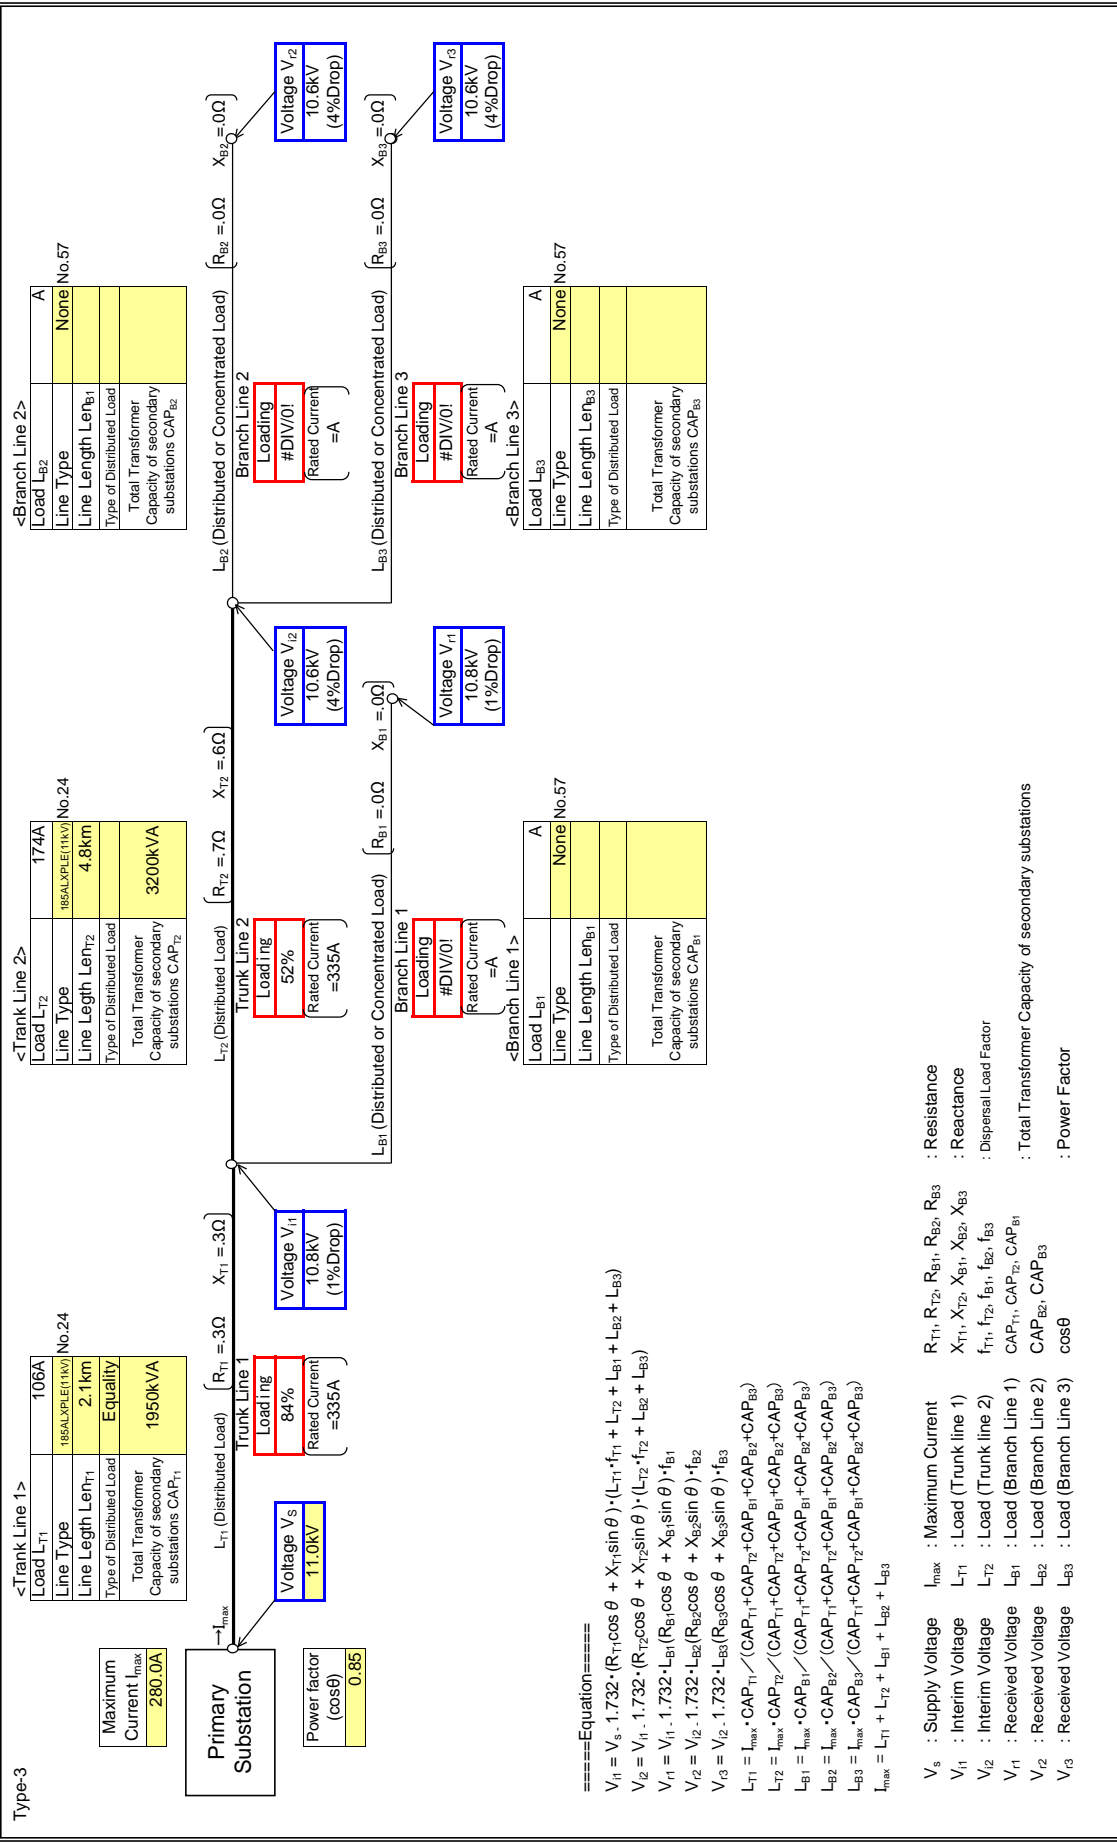 Type-3
Maximum
Current Imax
280.0A
Primary
Substation
Power factor
(cosθ)
0.85
→Imax
Voltage VS
11.0kV
<Trank Line 1>
Load LT1 106A
Line Type 185ALXPLE(11kV) No.24
Line Legth LenT1 2.1km
Type of Distributed Load Equality
Total Transformer
Capacity of secondary
substations CAPT1
1950kVA
LT1 (Distributed Load) RT1 =.3Ω XT1 =.3Ω
Trunk Line 1
Loading
84%
Rated Current
=335A
Voltage Vi1
10.8kV
(1%Drop)
<Trank Line 2>
Load LT2 174A
Line Type 185ALXPLE(11kV) No.24
Line Legth LenT2 4.8km
Type of Distributed Load
Total Transformer
Capacity of secondary
substations CAPT2
3200kVA
LT2 (Distributed Load) RT2 =.7Ω XT2 =.6Ω
Trunk Line 2
Loading
52%
Rated Current
=335A
Voltage Vi2
10.6kV
(4%Drop)
LB1 (Distributed or Concentrated Load) RB1 =.0Ω XB1 =.0Ω
Branch Line 1
Loading
#DIV/0!
Rated Current
=A
Voltage Vr1
10.8kV
(1%Drop)
<Branch Line 1>
Load LB1 A
Line Type None No.57
Line Length LenB1
Type of Distributed Load
Total Transformer
Capacity of secondary
substations CAPB1
<Branch Line 2>
Load LB2 A
Line Type None No.57
Line Length LenB1
Type of Distributed Load
Total Transformer
Capacity of secondary
substations CAPB2
LB2 (Distributed or Concentrated Load) RB2 =.0Ω XB2 =.0Ω
Branch Line 2
Loading
#DIV/0!
Rated Current
=A
Voltage Vr2
10.6kV
(4%Drop)
LB3 (Distributed or Concentrated Load) RB3 =.0Ω XB3 =.0Ω
Branch Line 3
Loading
#DIV/0!
Rated Current
=A
Voltage Vr3
10.6kV
(4%Drop)
<Branch Line 3>
Load LB3 A
Line Type None No.57
Line Length LenB3
Type of Distributed Load
Total Transformer
Capacity of secondary
substations CAPB3
=====Equation=====
Vi1 = Vs - 1.732・(RT1cos θ + XT1sin θ)・(LT1・fT1 + LT2 + LB1 + LB2 + LB3)
Vi2 = Vi1 - 1.732・(RT2cos θ + XT2sin θ)・(LT2・fT2 + LB2 + LB3)
Vr1 = Vi1 - 1.732・LB1(RB1cos θ + XB1sin θ)・fB1
Vr2 = Vi2 - 1.732・LB2(RB2cos θ + XB2sin θ)・fB2
Vr3 = Vi2 - 1.732・LB3(RB3cos θ + XB3sin θ)・fB3
LT1 = Imax・CAPT1／(CAPT1+CAPT2+CAPB1+CAPB2+CAPB3)
LT2 = Imax・CAPT2／(CAPT1+CAPT2+CAPB1+CAPB2+CAPB3)
LB1 = Imax・CAPB1／(CAPT1+CAPT2+CAPB1+CAPB2+CAPB3)
LB2 = Imax・CAPB2／(CAPT1+CAPT2+CAPB1+CAPB2+CAPB3)
LB3 = Imax・CAPB3／(CAPT1+CAPT2+CAPB1+CAPB2+CAPB3)
Imax = LT1 + LT2 + LB1 + LB2 + LB3
Vs : Supply Voltage Imax : Maximum Current RT1, RT2, RB1, RB2, RB3 : Resistance
Vi1 : Interim Voltage LT1 : Load (Trunk line 1) XT1, XT2, XB1, XB2, XB3 : Reactance
Vi2 : Interim Voltage LT2 : Load (Trunk line 2) fT1, fT2, fB1, fB2, fB3 : Dispersal Load Factor
Vr1 : Received Voltage LB1 : Load (Branch Line 1) CAPT1, CAPT2, CAPB1
Vr2 : Received Voltage LB2 : Load (Branch Line 2) CAPB2, CAPB3 : Total Transformer Capacity of secondary substations
Vr3 : Received Voltage LB3 : Load (Branch Line 3) cosθ : Power Factor